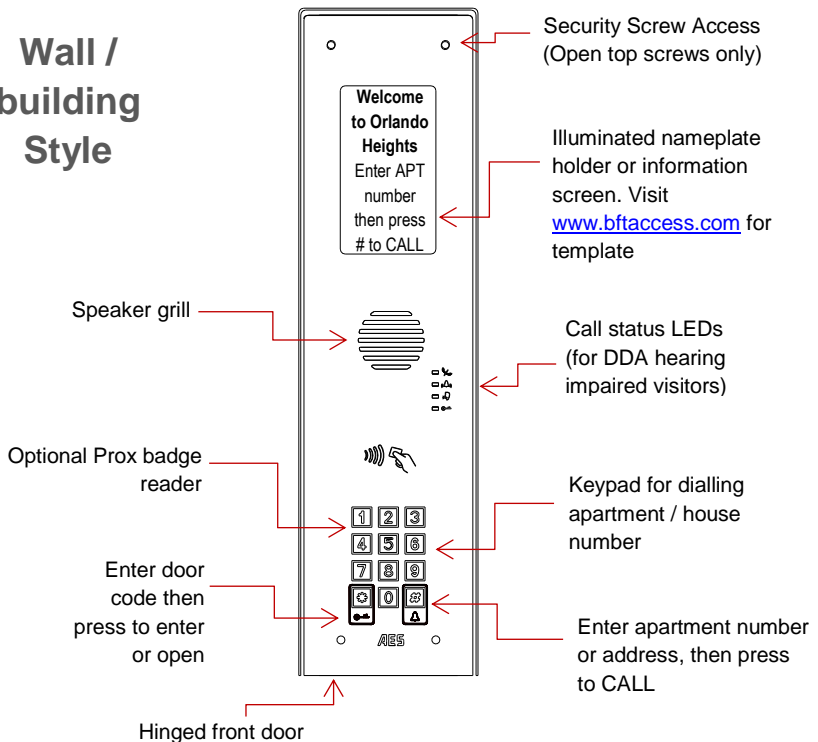 Wall /
building
Style
Security Screw Access
(Open top screws only)
Welcome
to Orlando
Heights
Enter APT
number
then press
# to CALL
Illuminated nameplate
holder or information
screen. Visit
www.bftaccess.com for
template
Speaker grill
Call status LEDs
(for DDA hearing
impaired visitors)
Optional Prox badge
reader
Keypad for dialling
apartment / house
number
1 2 3
4 5 6
7 8 9
* 0 #
Enter door
code then
press to enter
or open
AES
Enter apartment number
or address, then press
to CALL
Hinged front door